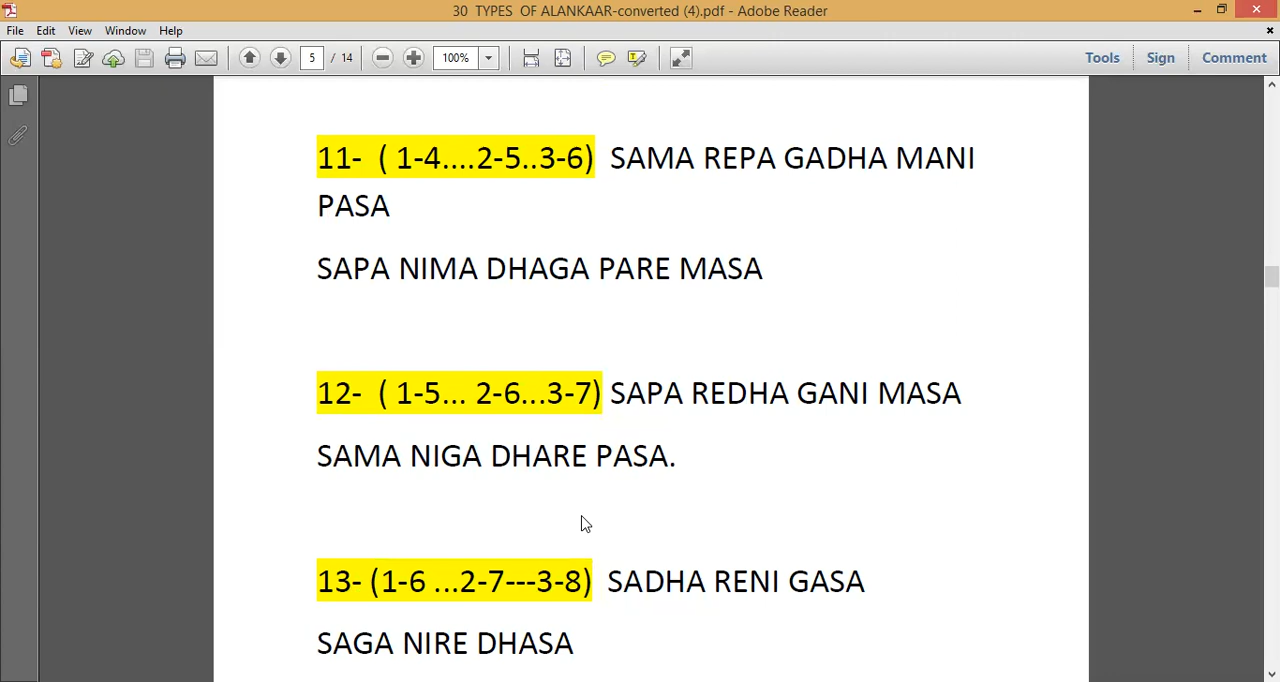 30 TYPES OF ALANKAAR-converted (4).pdf - Adobe Reader
File Edit View Window Help
5 / 14 100% Tools Sign Comment
11- ( 1-4....2-5..3-6) SAMA REPA GADHA MANI
PASA
SAPA NIMA DHAGA PARE MASA
12- ( 1-5... 2-6...3-7) SAPA REDHA GANI MASA
SAMA NIGA DHARE PASA.
13- (1-6 ...2-7---3-8) SADHA RENI GASA
SAGA NIRE DHASA